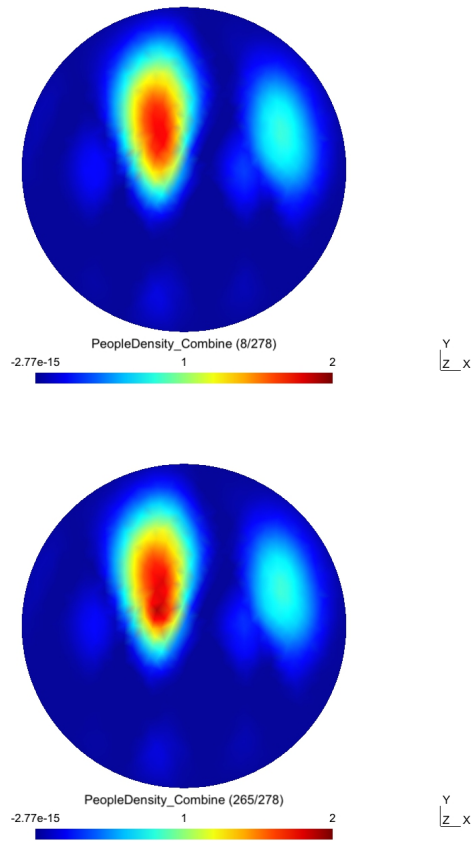 PeopleDensity_Combine (8/278)
-2.77e-15 1 2
Y
Z X
PeopleDensity_Combine (265/278)
-2.77e-15 1 2
Y
Z X